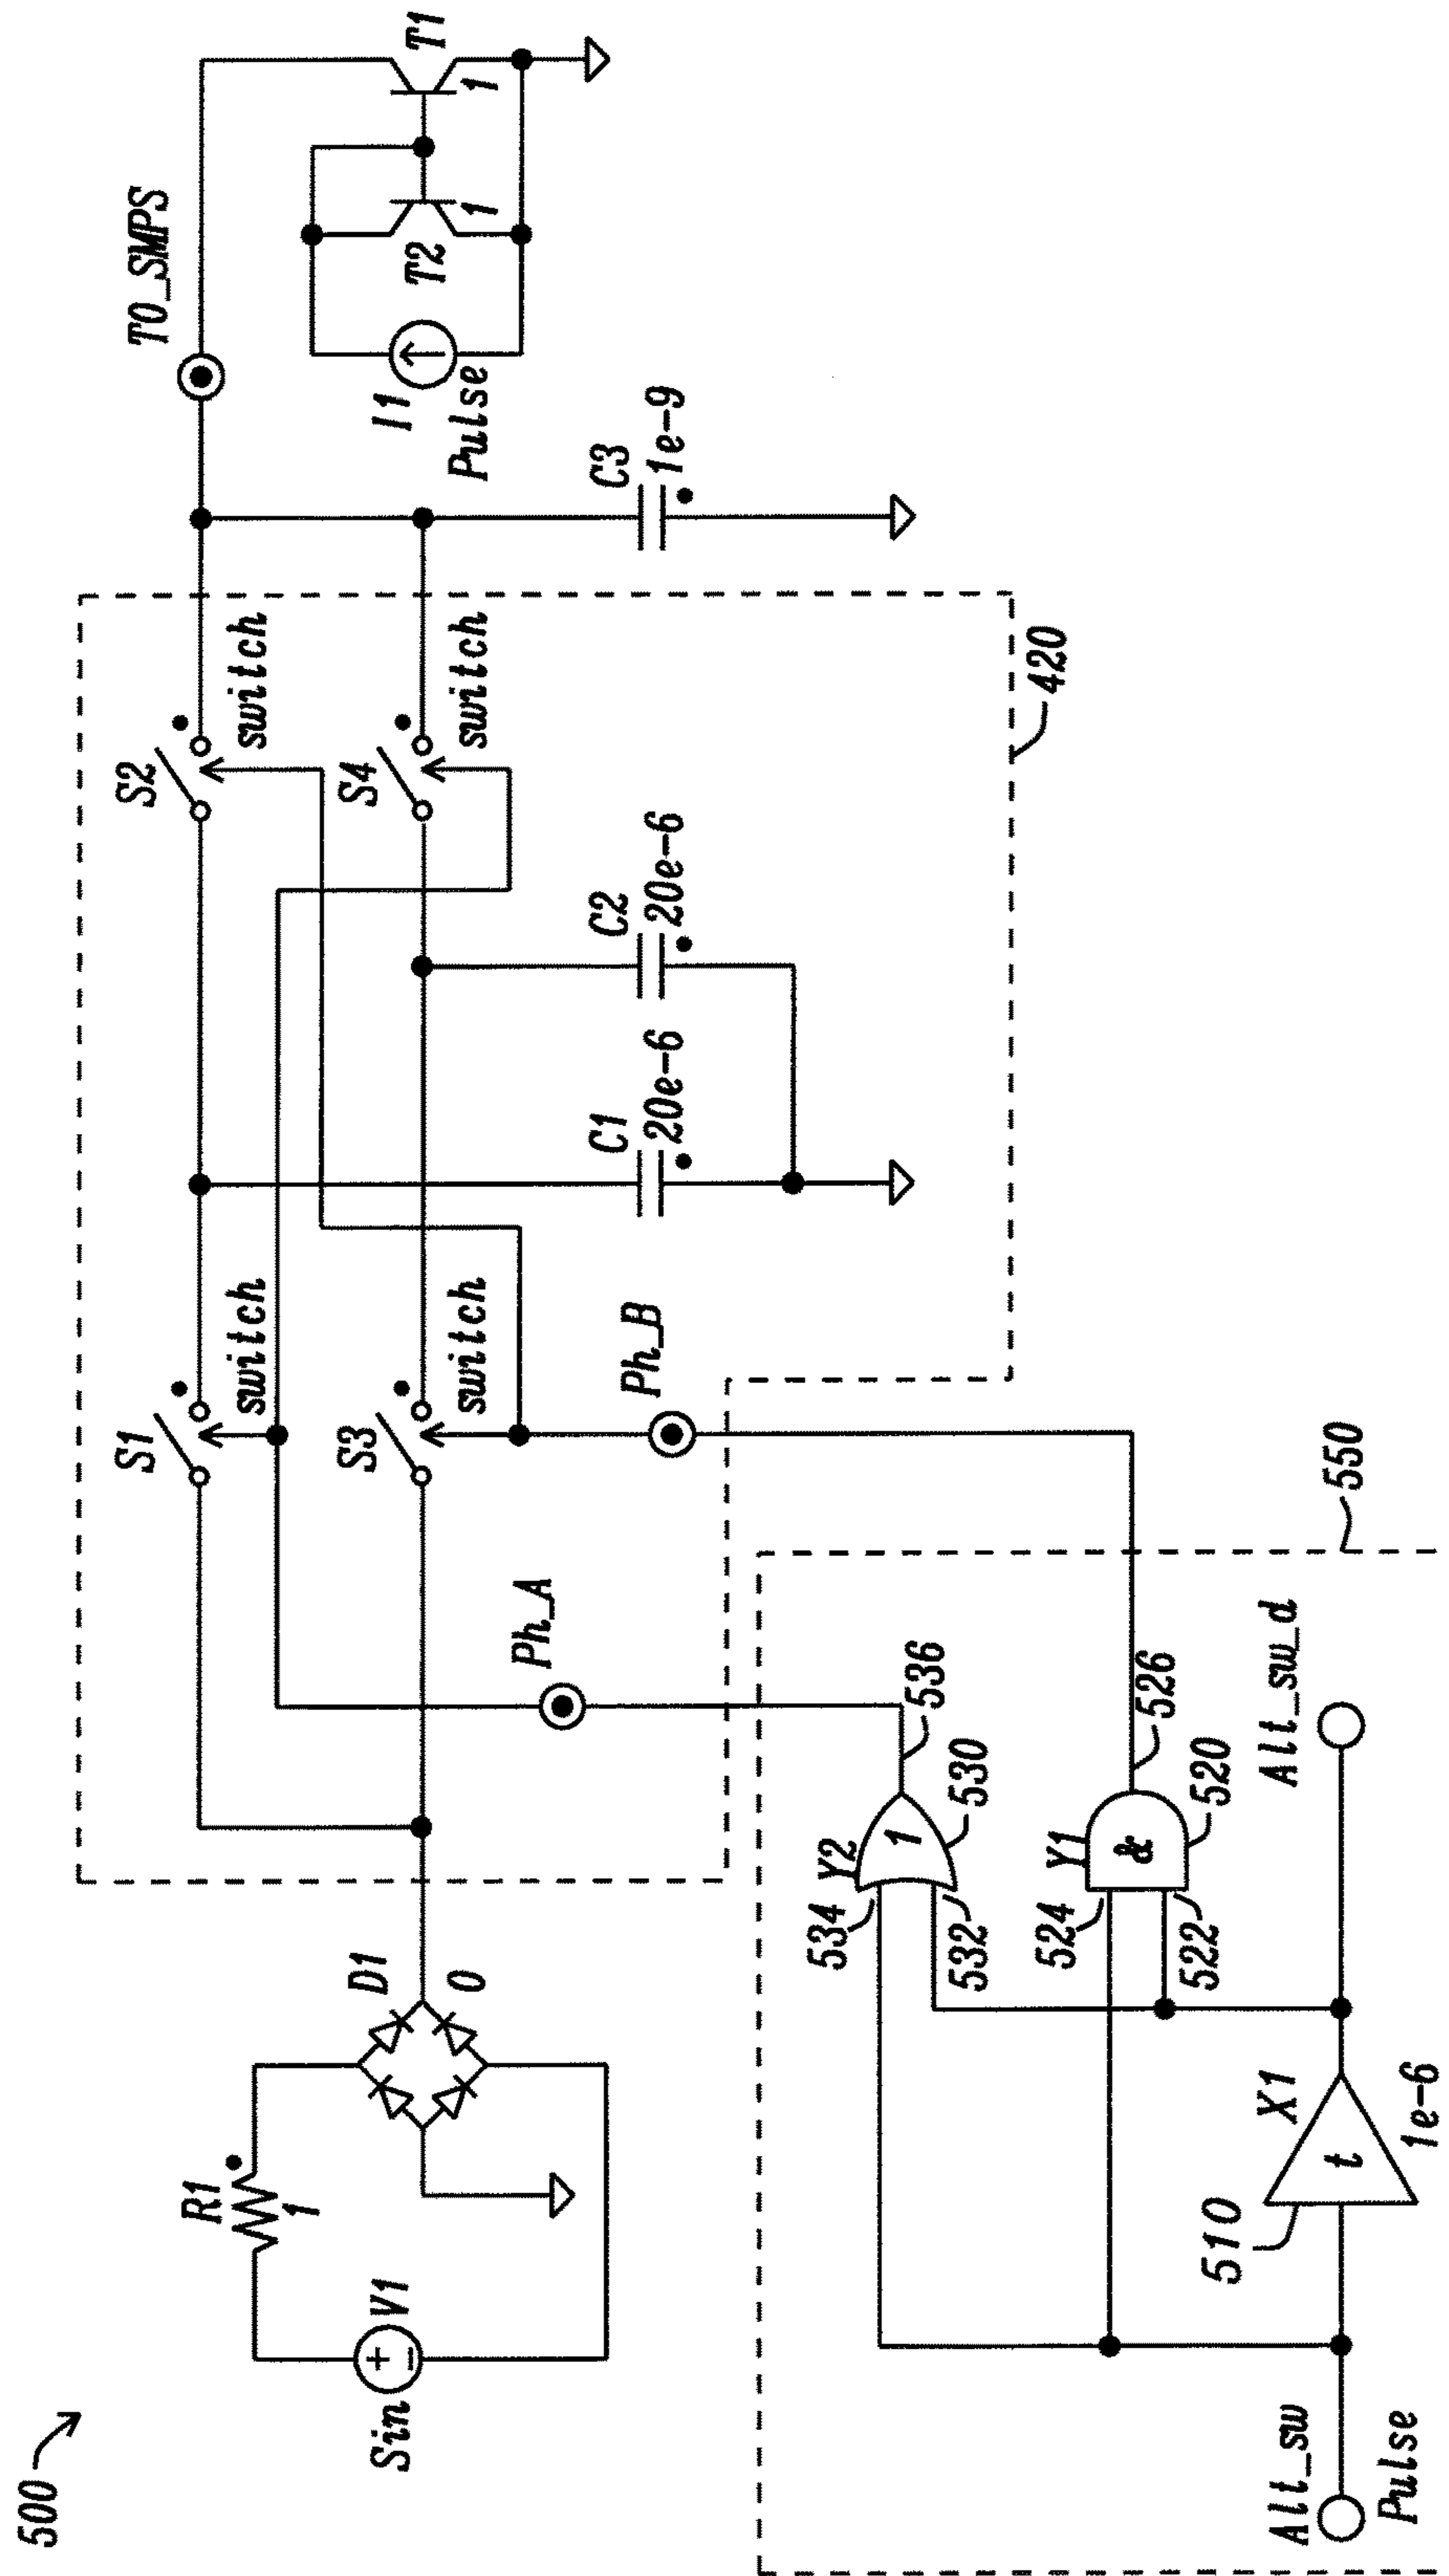 500
Sin
V1
R1
1
D1
0
S1
switch
S3
switch
Ph_A
Ph_B
C1
20e-6
C2
20e-6
S2
switch
S4
switch
420
C3
1e-9
TO_SMPS
I1
Pulse
T2
1
T1
1
Alt_sw
Pulse
510
t
X1
1e-6
534
532
Y2
1
530
536
524
522
Y1
&
520
526
Alt_sw_d
550